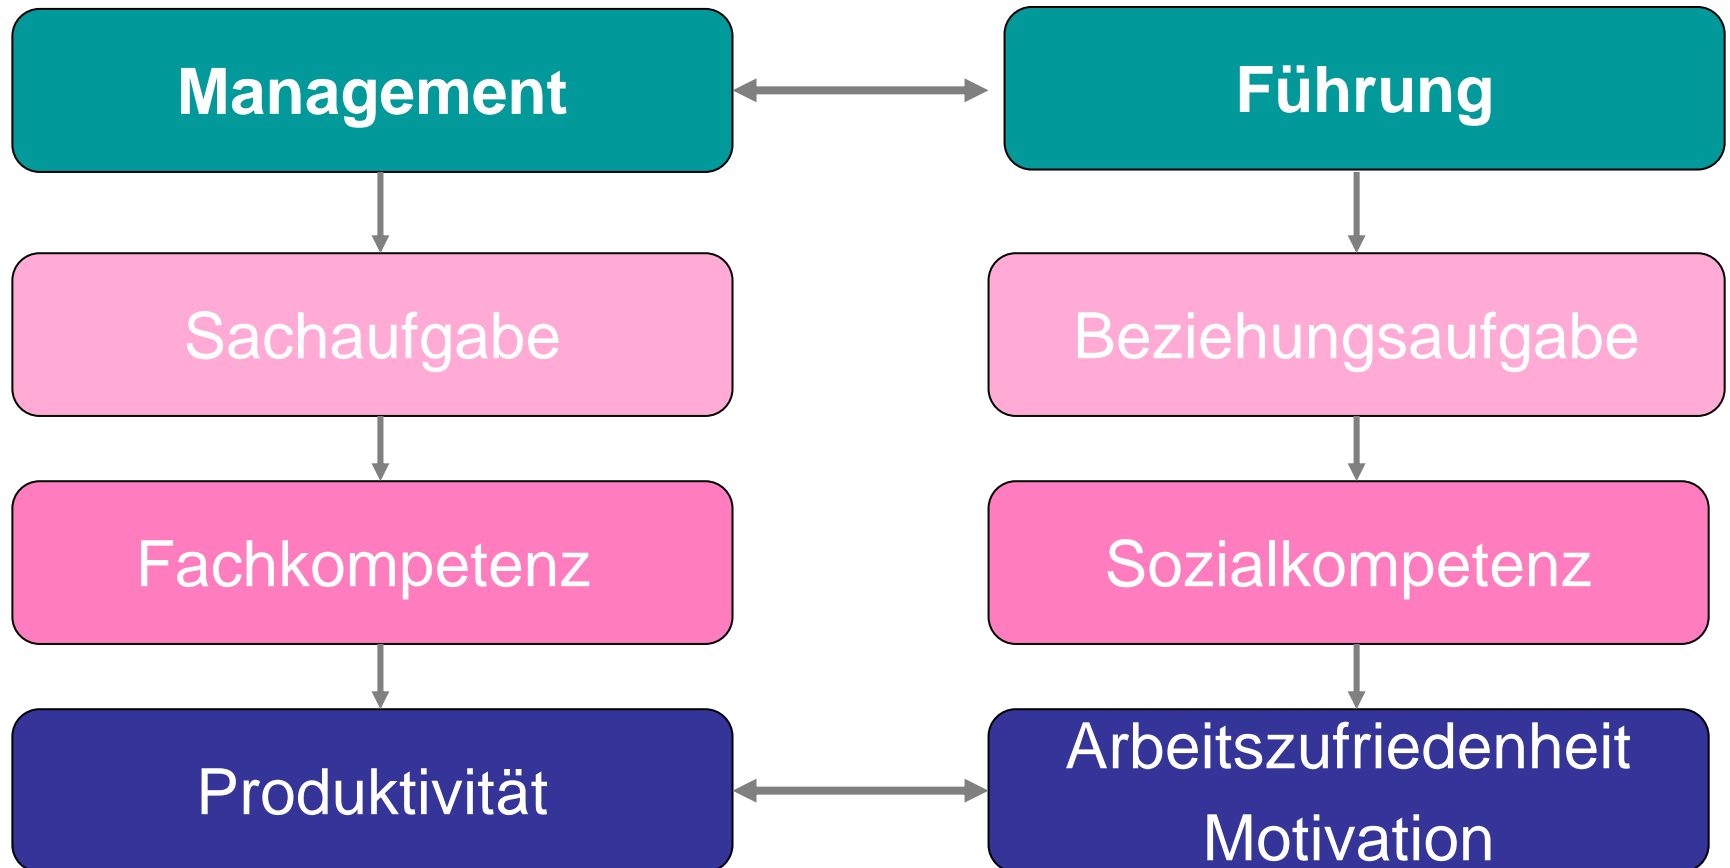 Management
Führung
Sachaufgabe
Beziehungsaufgabe
Fachkompetenz
Sozialkompetenz
Produktivität
Arbeitszufriedenheit
Motivation